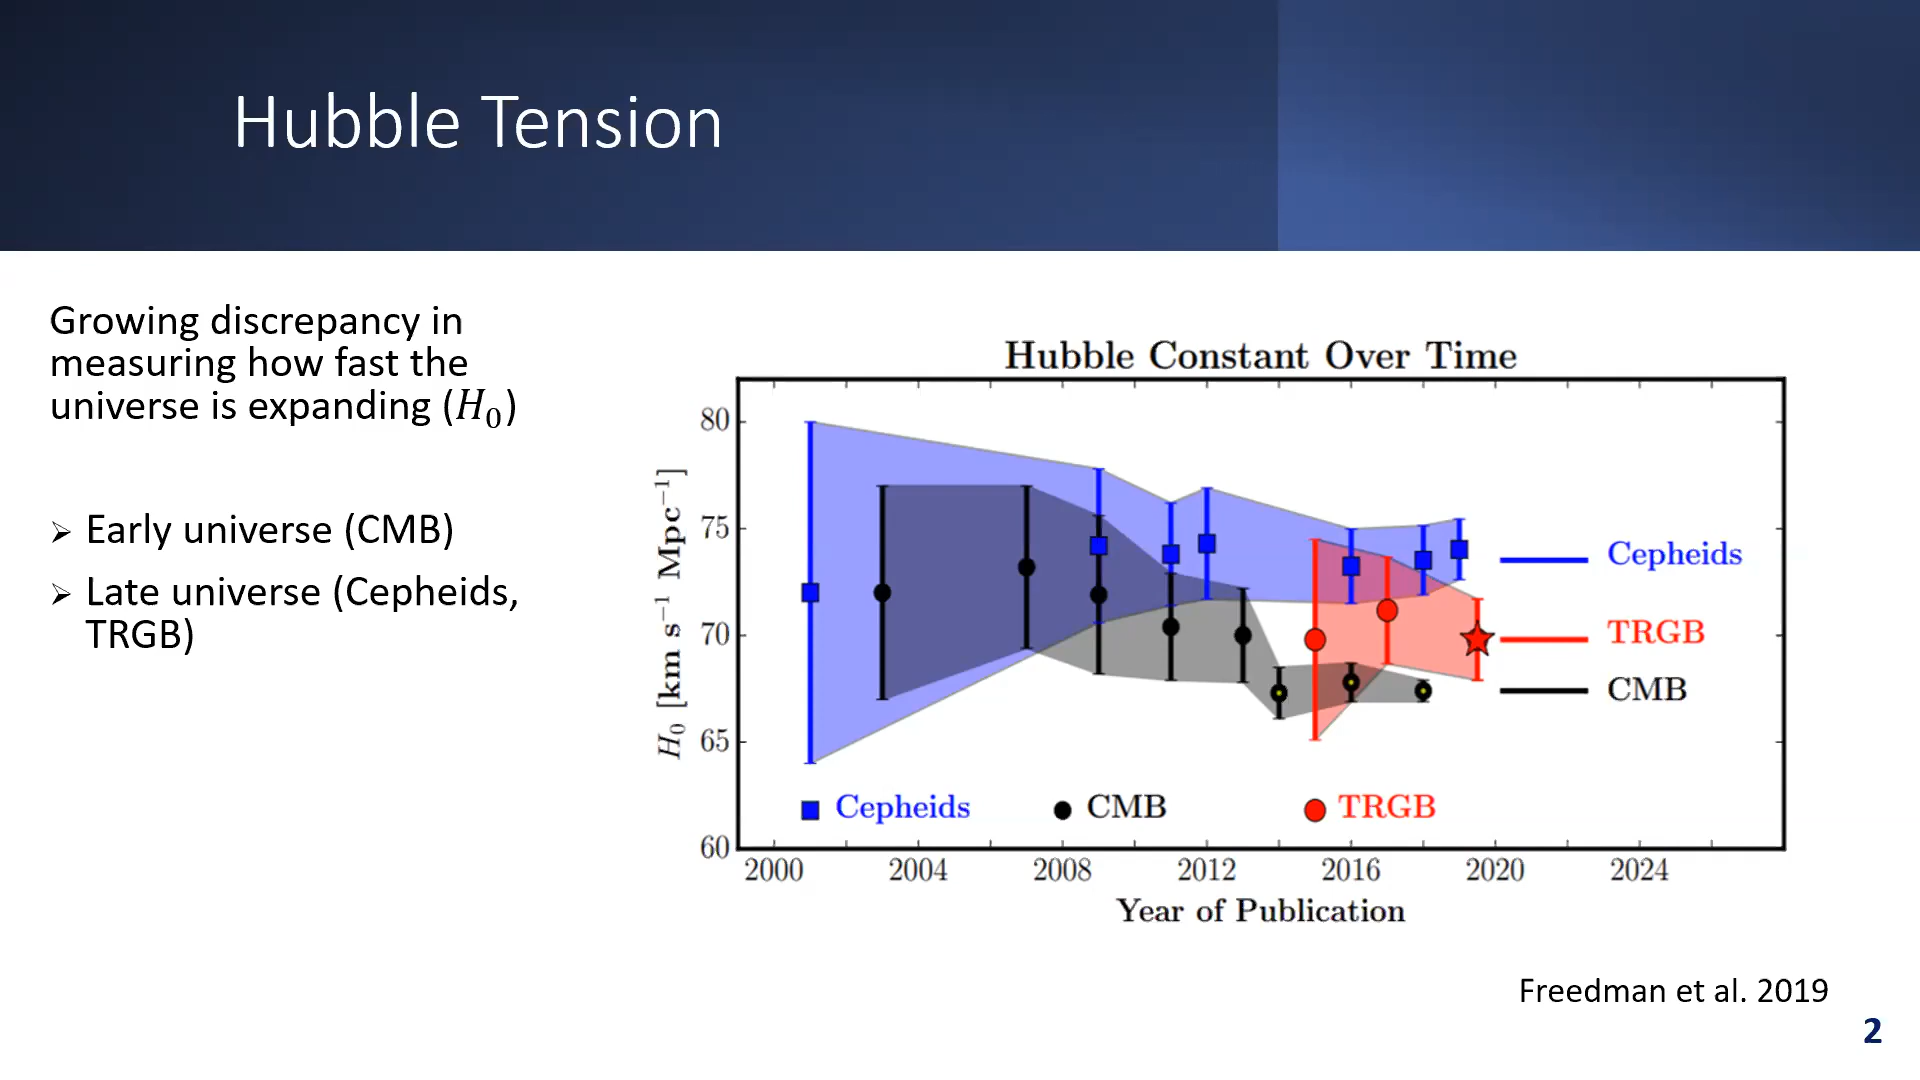 Hubble Tension
Growing discrepancy in
measuring how fast the
universe is expanding (H₀)
➢ Early universe (CMB)
➢ Late universe (Cepheids,
TRGB)
Hubble Constant Over Time
80
75
70
65
60
H₀ [km s⁻¹ Mpc⁻¹]
Cepheids
TRGB
CMB
Cepheids CMB TRGB
2000 2004 2008 2012 2016 2020 2024
Year of Publication
Freedman et al. 2019
2